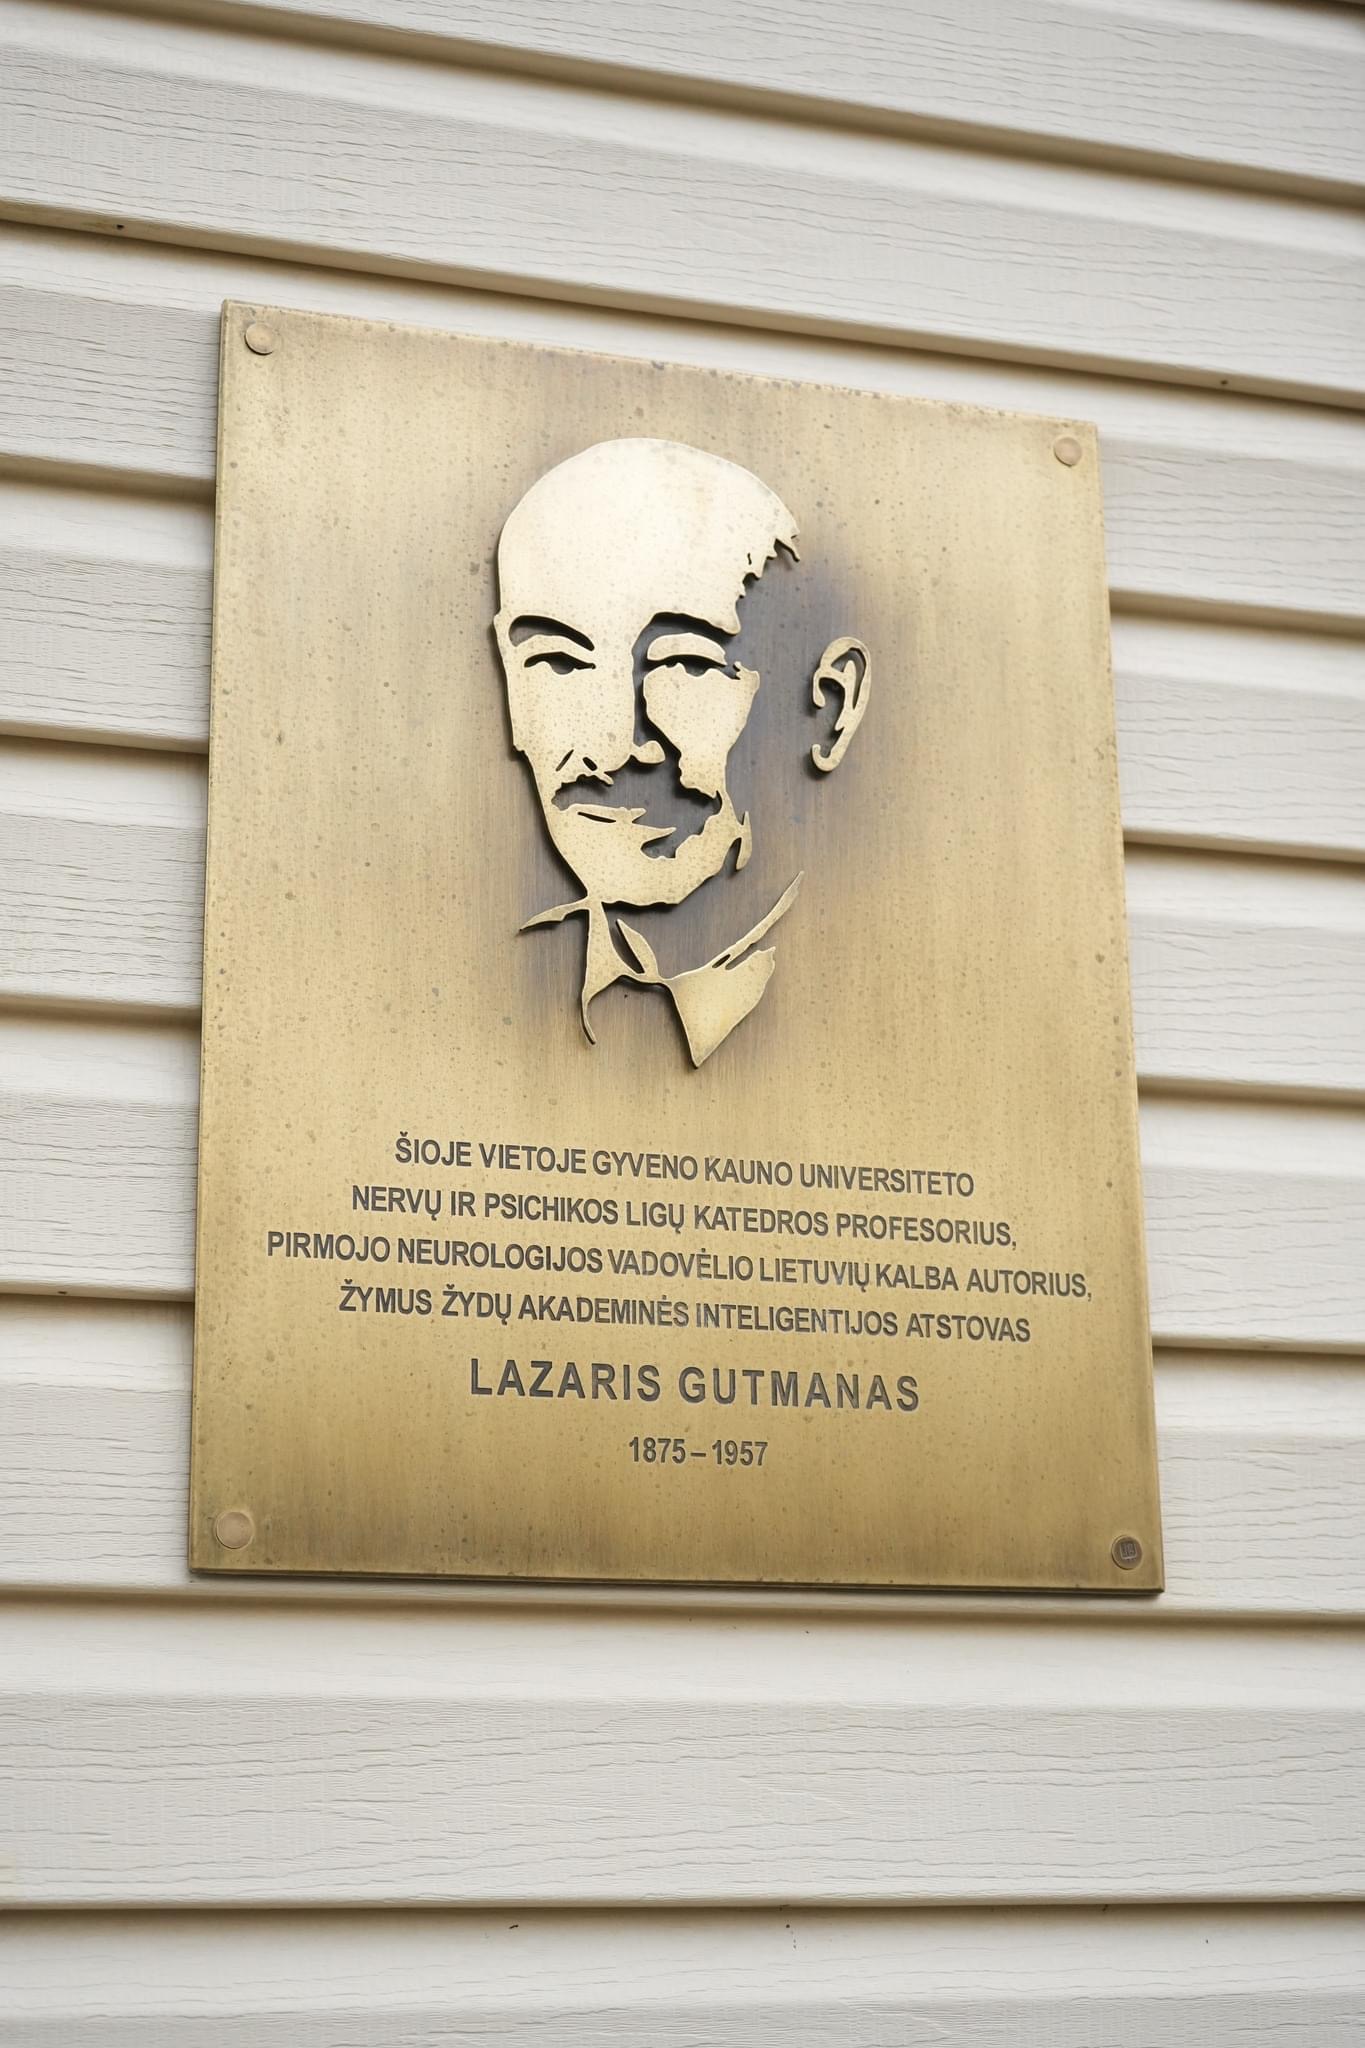 ŠIOJE VIETOJE GYVENO KAUNO UNIVERSITETO
NERVŲ IR PSICHIKOS LIGŲ KATEDROS PROFESORIUS,
PIRMOJO NEUROLOGIJOS VADOVĖLIO LIETUVIŲ KALBA AUTORIUS,
ŽYMUS ŽYDŲ AKADEMINĖS INTELIGENTIJOS ATSTOVAS
LAZARIS GUTMANAS
1875–1957